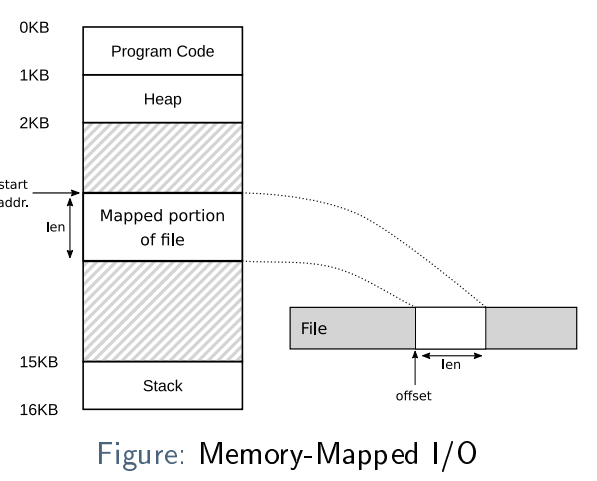 0KB
Program Code
1KB
Heap
2KB
start
addr.
len
Mapped portion
of file
File
len
offset
15KB
Stack
16KB
Figure: Memory-Mapped I/O